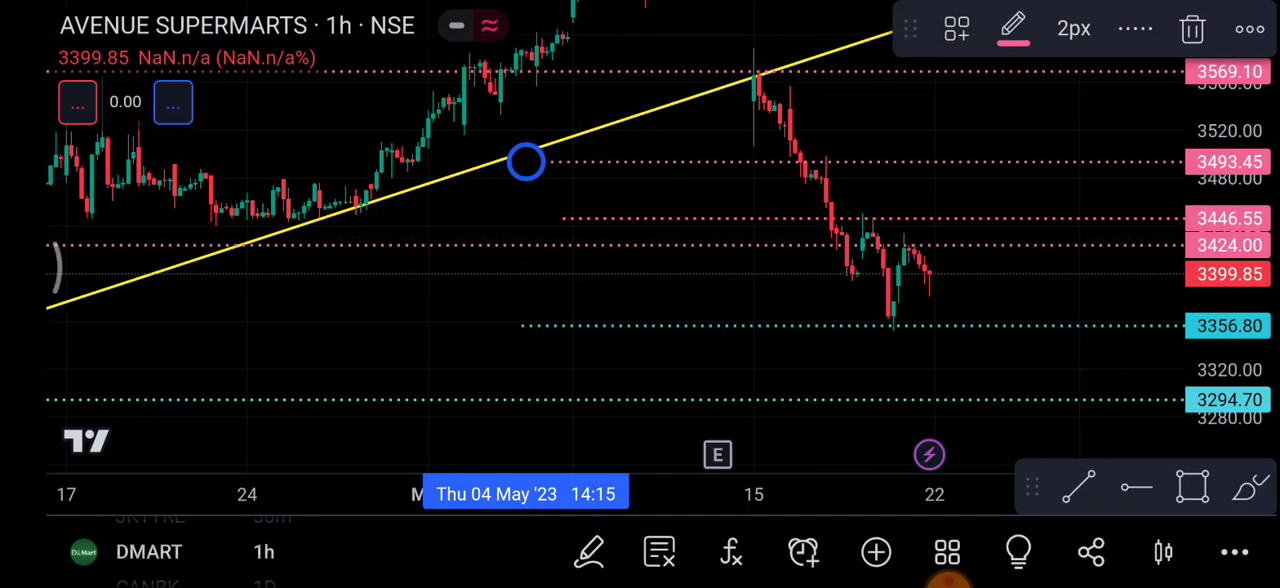 AVENUE SUPERMARTS · 1h · NSE
2px
3399.85 NaN.n/a (NaN.n/a%)
3569.10
... 0.00 ...
3520.00
3493.45
3480.00
3446.55
3424.00
3399.85
3356.80
3320.00
3294.70
3280.00
E
17 24 M Thu 04 May '23 14:15 15 22
DMART 1h
CANBK 1D